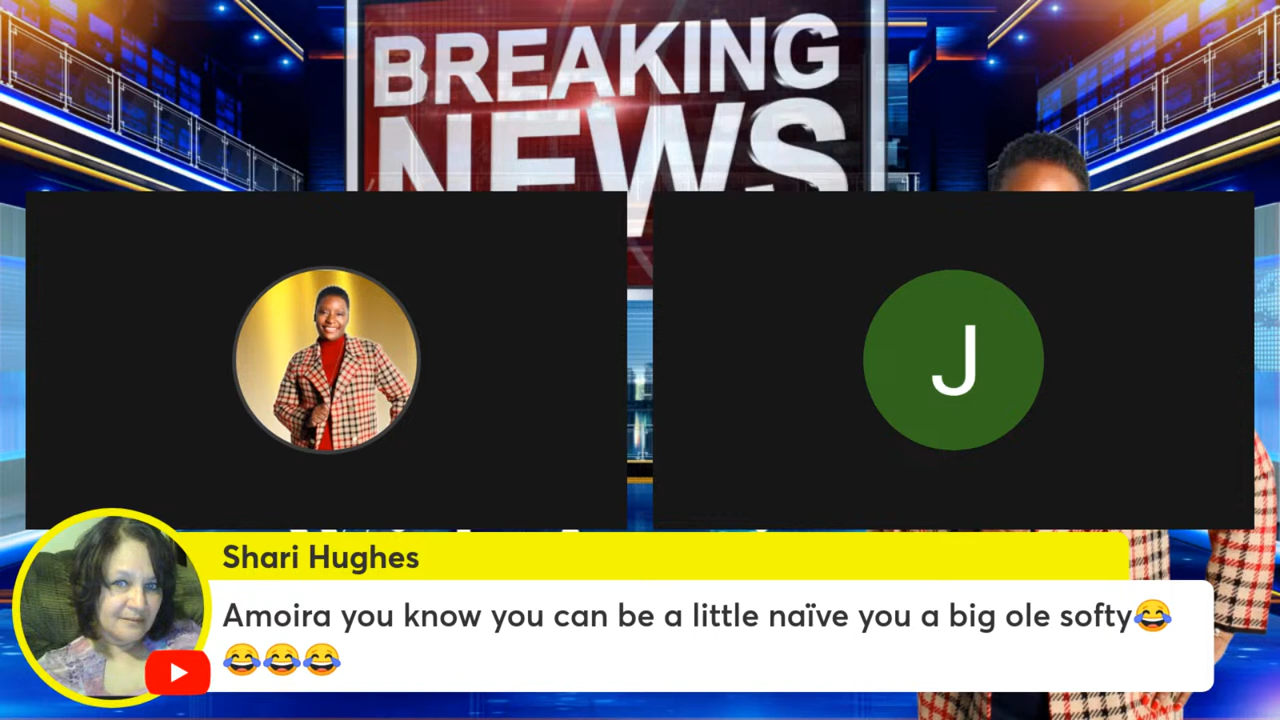 BREAKING
NEWS
J
Shari Hughes
Amoira you know you can be a little naïve you a big ole softy😂
😂😂😂